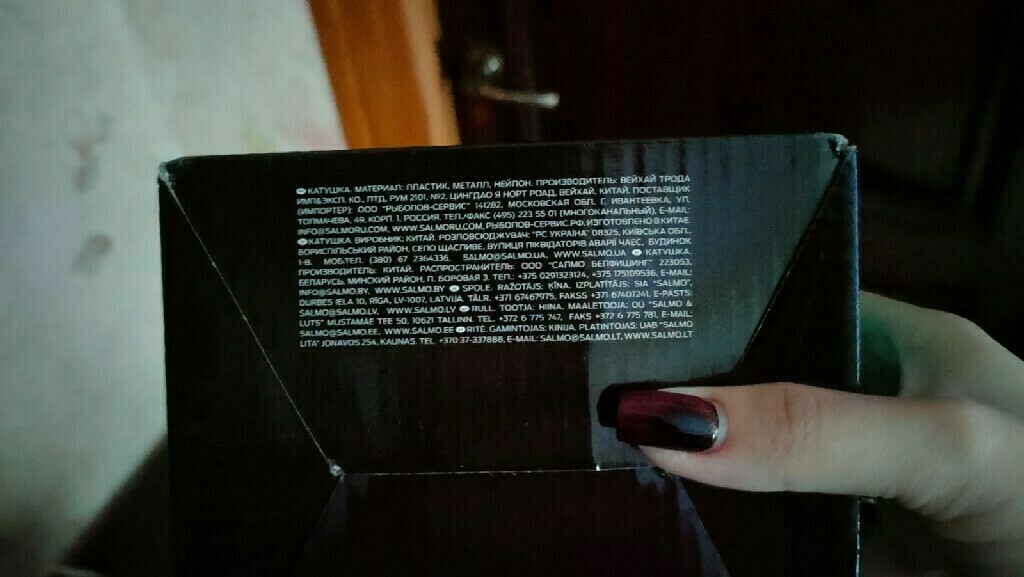 КАТУШКА. МАТЕРИАЛ: ПЛАСТИК, МЕТАЛЛ, НЕЙЛОН. ПРОИЗВОДИТЕЛЬ: ВЕЙХАЙ ТРОДА
ИМП&ЭКСП. КО., ЛТД, РУМ 2101, №2, ЦИНГДАО Я НОРТ РОАД, ВЕЙХАЙ, КИТАЙ. ПОСТАВЩИК
(ИМПОРТЕР): ООО "РЫБОЛОВ-СЕРВИС" 141282, МОСКОВСКАЯ ОБЛ. Г. ИВАНТЕЕВКА, УЛ.
ТОЛМАЧЕВА, 49, КОРП 1. РОССИЯ. ТЕЛ./ФАКС (495) 223 55 01 (МНОГОКАНАЛЬНЫЙ), E-MAIL:
INFO@SALMORU.COM, WWW.SALMORU.COM, РЫБОЛОВ-СЕРВИС.РФ. ИЗГОТОВЛЕНО В КИТАЕ.
КАТУШКА. ВИРОБНИК: КИТАЙ. РОЗПОВСЮДЖУВАЧ: "РС УКРАЇНА" 08325, КИЇВСЬКА ОБЛ.,
БОРИСПІЛЬСЬКИЙ РАЙОН, СЕЛО ЩАСЛИВЕ, ВУЛИЦЯ ЛІКВІДАТОРІВ АВАРІЇ ЧАЕС, БУДИНОК
1-В. МОБ.ТЕЛ. (380) 67 2364336, SALMO@SALMO.UA, WWW.SALMO.UA КАТУШКА.
ПРОИЗВОДИТЕЛЬ: КИТАЙ. РАСПРОСТРАНИТЕЛЬ: ООО "САЛМО БЕЛФИШИНГ" 223053,
БЕЛАРУСЬ, МИНСКИЙ РАЙОН, Д. БОРОВАЯ 3. ТЕЛ.: +375 0291323124, +375 175109536, E-MAIL:
INFO@SALMO.BY, WWW.SALMO.BY SPOLE. RAŽOTĀJS: ĶĪNA. IZPLATĪTĀJS: SIA "SALMO",
DURBES IELA 10, RĪGA, LV-1007, LATVIJA, TĀLR. +371 67467975, FAKSS +371 67407241, E-PASTS:
SALMO@SALMO.LV, WWW.SALMO.LV RULL. TOOTJA: HIINA. MAALETOOJA: OÜ "SALMO &
LUTS" MUSTAMÄE TEE 50, 10621 TALLINN. TEL. +372 6 775 747, FAKS +372 6 775 781, E-MAIL:
SALMO@SALMO.EE, WWW.SALMO.EE RITĖ. GAMINTOJAS: KINIJA. PLATINTOJAS: UAB "SALMO
LITA" JONAVOS 254, KAUNAS. TEL. +370 37-337888, E-MAIL: SALMO@SALMO.LT, WWW.SALMO.LT